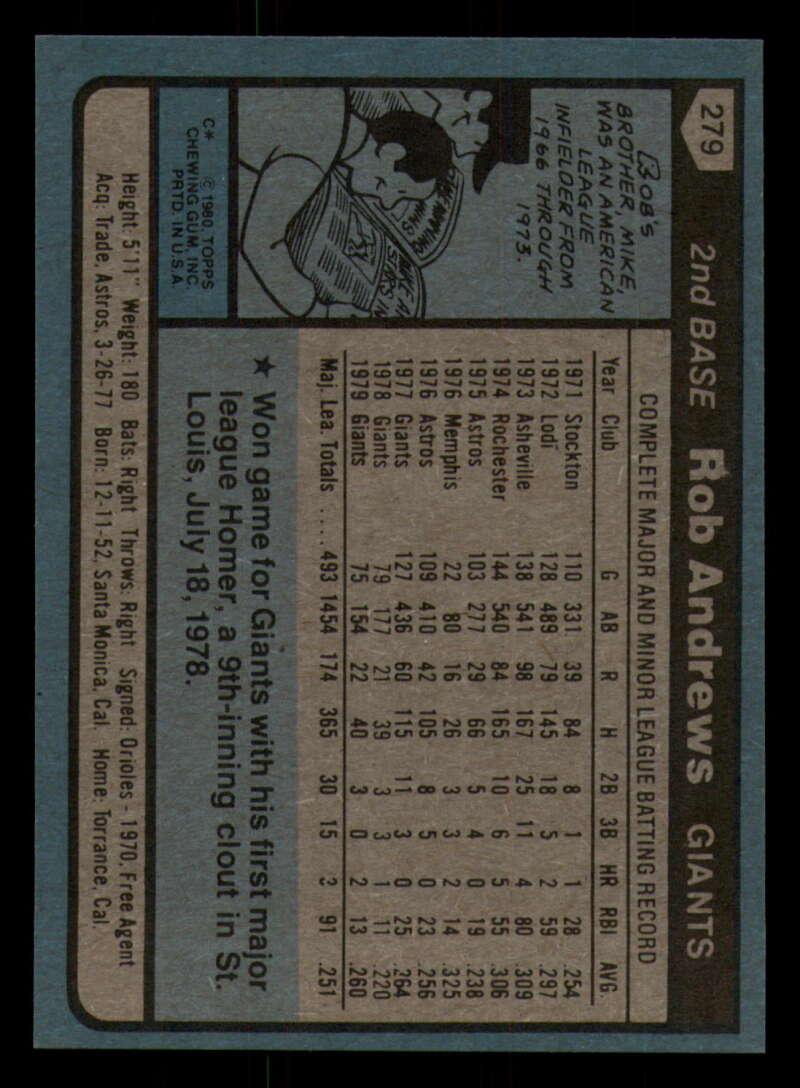 279
2nd BASE Rob Andrews GIANTS
BOB'S
BROTHER, MIKE,
WAS AN AMERICAN
LEAGUE
INFIELDER FROM
1966 THROUGH
1973.
C* © 1980 TOPPS
CHEWING GUM, INC.
PRTD. IN U.S.A.
COMPLETE MAJOR AND MINOR LEAGUE BATTING RECORD
Year Club G AB R H 2B 3B HR RBI AVG.
1971 Stockton 110 331 39 84 8 1 1 28 .254
1972 Lodi 128 489 79 145 18 5 2 59 .297
1973 Asheville 138 541 98 167 25 11 4 80 .309
1974 Rochester 144 540 84 165 10 6 5 55 .306
1975 Astros 103 277 29 66 5 4 0 19 .238
1976 Memphis 22 80 16 26 3 3 2 14 .325
1976 Astros 109 410 42 105 8 5 0 23 .256
1977 Giants 127 436 60 115 11 3 0 25 .264
1978 Giants 79 177 21 39 3 3 1 11 .220
1979 Giants 75 154 22 40 3 0 2 13 .260
Maj. Lea. Totals .... 493 1454 174 365 30 15 3 91 .251
★ Won game for Giants with his first major
league Homer, a 9th-inning clout in St.
Louis, July 18, 1978.
Height: 5'11" Weight: 180 Bats: Right Throws: Right Signed: Orioles - 1970, Free Agent
Acq: Trade, Astros, 3-26-77 Born: 12-11-52, Santa Monica, Cal. Home: Torrance, Cal.